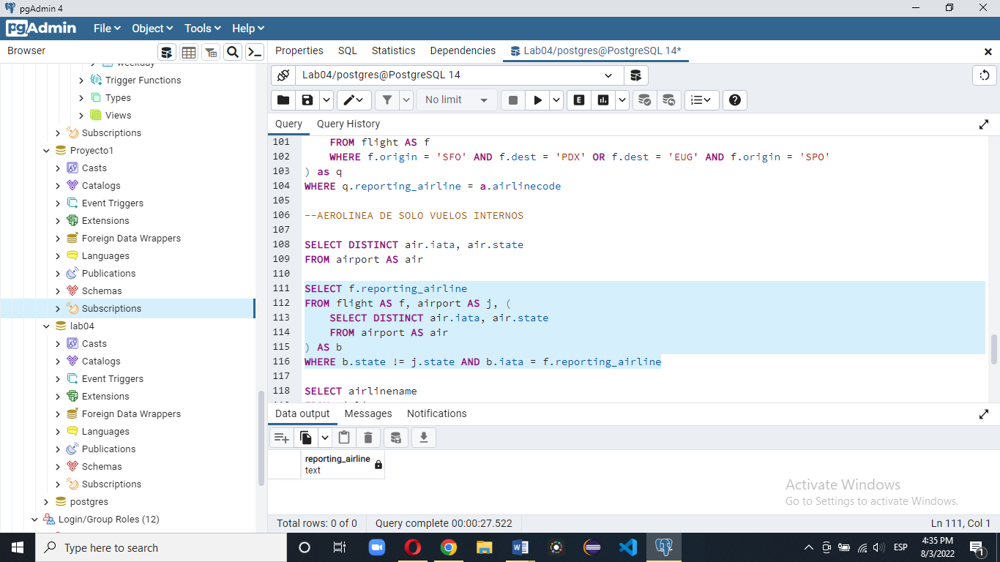 pgAdmin 4
pgAdmin
File Object Tools Help
Browser
Properties SQL Statistics Dependencies Lab04/postgres@PostgreSQL 14*
Lab04/postgres@PostgreSQL 14
No limit
E
Query Query History
Weekday
Trigger Functions
Types
Views
Subscriptions
Proyecto1
Casts
Catalogs
Event Triggers
Extensions
Foreign Data Wrappers
Languages
Publications
Schemas
Subscriptions
lab04
Casts
Catalogs
Event Triggers
Extensions
Foreign Data Wrappers
Languages
Publications
Schemas
Subscriptions
postgres
Login/Group Roles (12)
101 FROM flight AS f
102 WHERE f.origin = 'SFO' AND f.dest = 'PDX' OR f.dest = 'EUG' AND f.origin = 'SPO'
103 ) as q
104 WHERE q.reporting_airline = a.airlinecode
105
106 --AEROLINEA DE SOLO VUELOS INTERNOS
107
108 SELECT DISTINCT air.iata, air.state
109 FROM airport AS air
110
111 SELECT f.reporting_airline
112 FROM flight AS f, airport AS j, (
113 SELECT DISTINCT air.iata, air.state
114 FROM airport AS air
115 ) AS b
116 WHERE b.state != j.state AND b.iata = f.reporting_airline
117
118 SELECT airlinename
Data output Messages Notifications
reporting_airline
text
Activate Windows
Go to Settings to activate Windows.
Total rows: 0 of 0 Query complete 00:00:27.522 Ln 111, Col 1
Type here to search
ESP
4:35 PM
8/3/2022
1